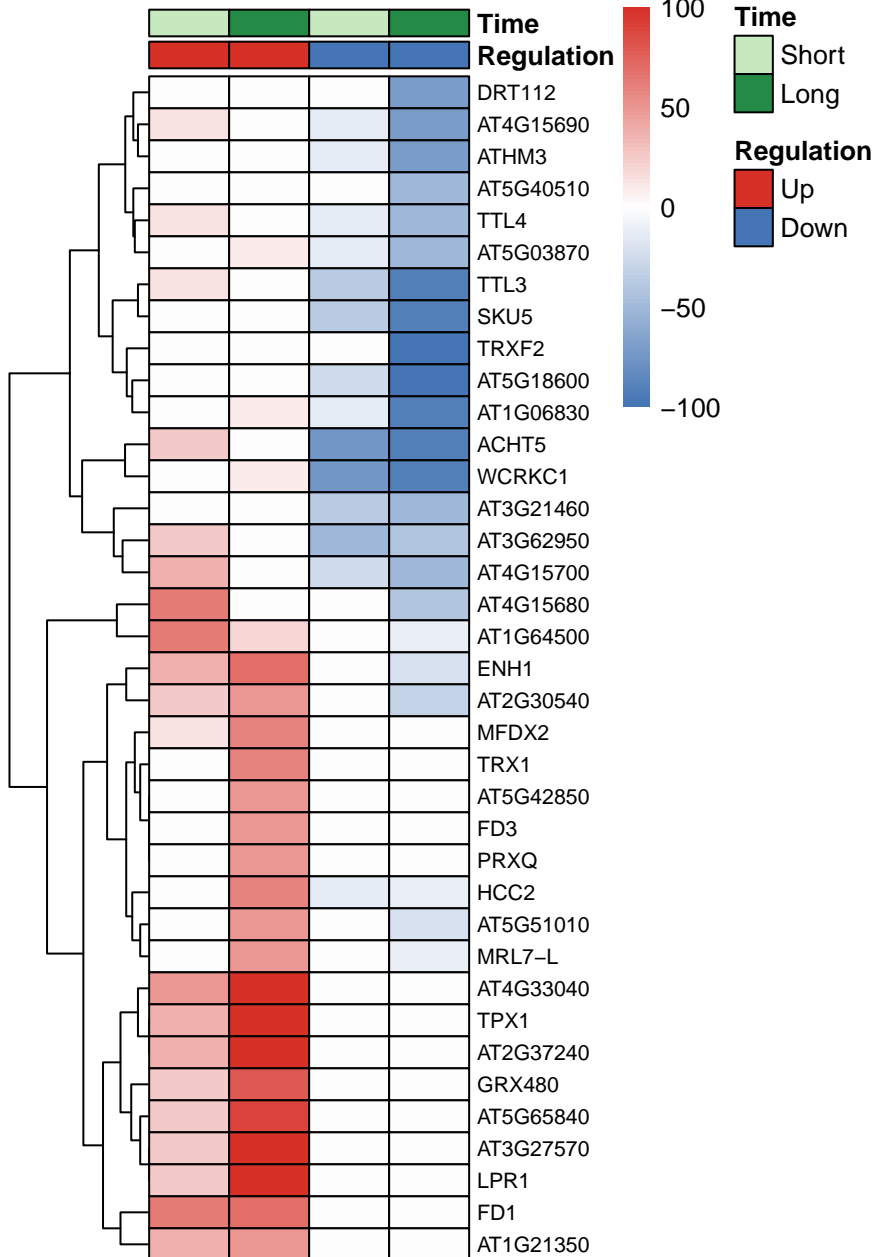 Time
Regulation
DRT112
AT4G15690
ATHM3
AT5G40510
TTL4
AT5G03870
TTL3
SKU5
TRXF2
AT5G18600
AT1G06830
ACHT5
WCRKC1
AT3G21460
AT3G62950
AT4G15700
AT4G15680
AT1G64500
ENH1
AT2G30540
MFDX2
TRX1
AT5G42850
FD3
PRXQ
HCC2
AT5G51010
MRL7−L
AT4G33040
TPX1
AT2G37240
GRX480
AT5G65840
AT3G27570
LPR1
FD1
AT1G21350
100
50
0
−50
−100
Time
Short
Long
Regulation
Up
Down